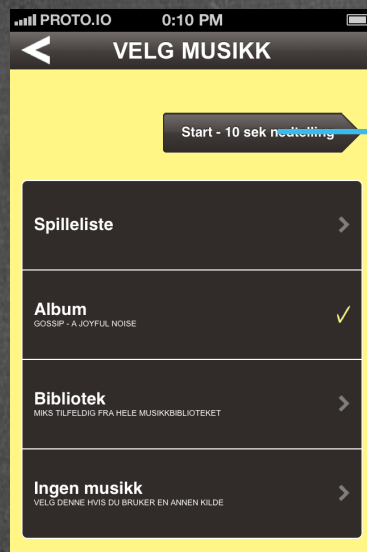 PROTO.IO 0:10 PM
VELG MUSIKK
Start - 10 sek nedtelling
Spilleliste
Album
GOSSIP - A JOYFUL NOISE
Bibliotek
MIKS TILFELDIG FRA HELE MUSIKKBIBLIOTEKET
Ingen musikk
VELG DENNE HVIS DU BRUKER EN ANNEN KILDE